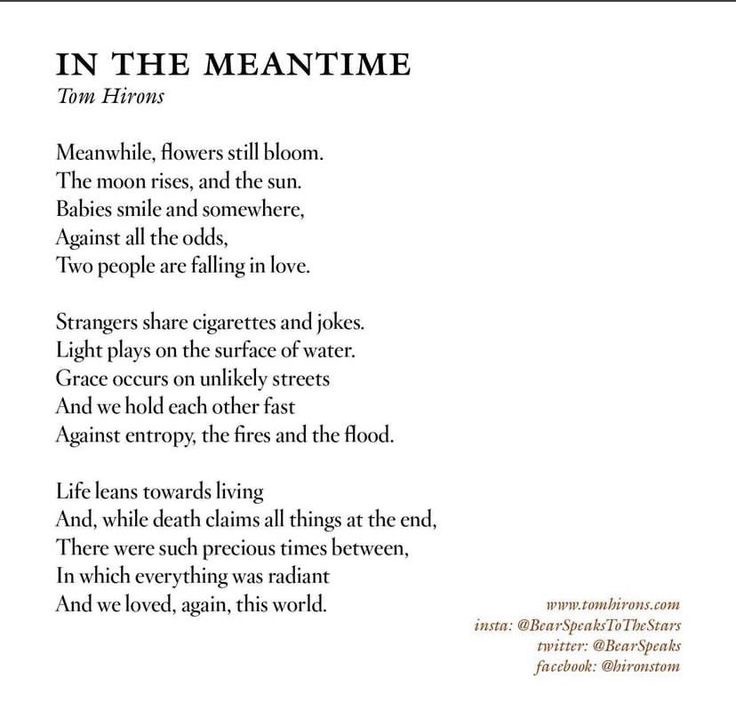 IN THE MEANTIME
Tom Hirons
Meanwhile, flowers still bloom.
The moon rises, and the sun.
Babies smile and somewhere,
Against all the odds,
Two people are falling in love.
Strangers share cigarettes and jokes.
Light plays on the surface of water.
Grace occurs on unlikely streets
And we hold each other fast
Against entropy, the fires and the flood.
Life leans towards living
And, while death claims all things at the end,
There were such precious times between,
In which everything was radiant
And we loved, again, this world.
www.tomhirons.com
insta: @BearSpeaksToTheStars
twitter: @BearSpeaks
facebook: @hironstom